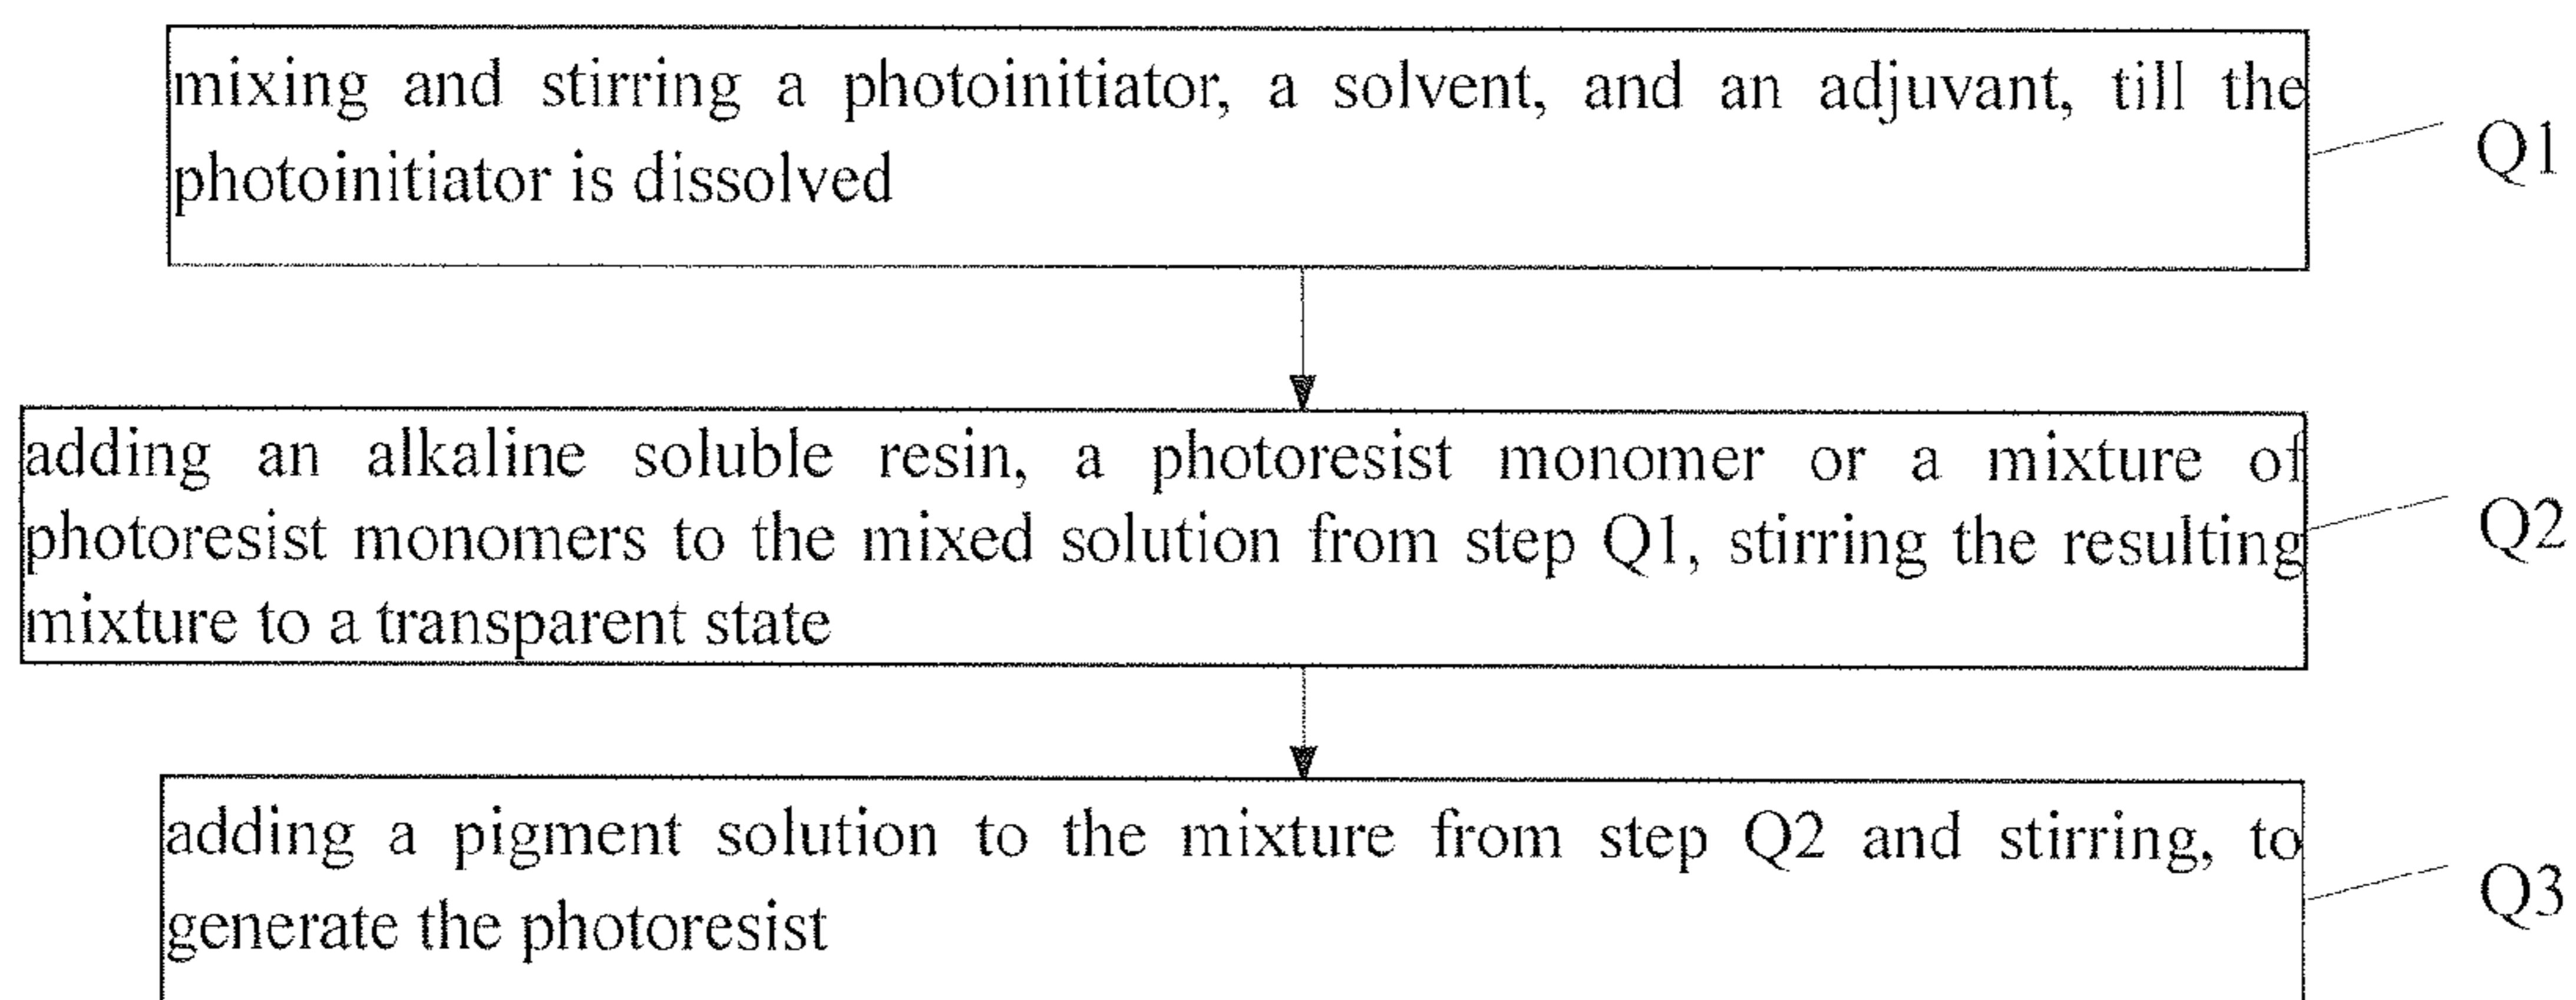 mixing and stirring a photoinitiator, a solvent, and an adjuvant, till the
photoinitiator is dissolved
Q1
adding an alkaline soluble resin, a photoresist monomer or a mixture of
photoresist monomers to the mixed solution from step Q1, stirring the resulting
mixture to a transparent state
Q2
adding a pigment solution to the mixture from step Q2 and stirring, to
generate the photoresist
Q3